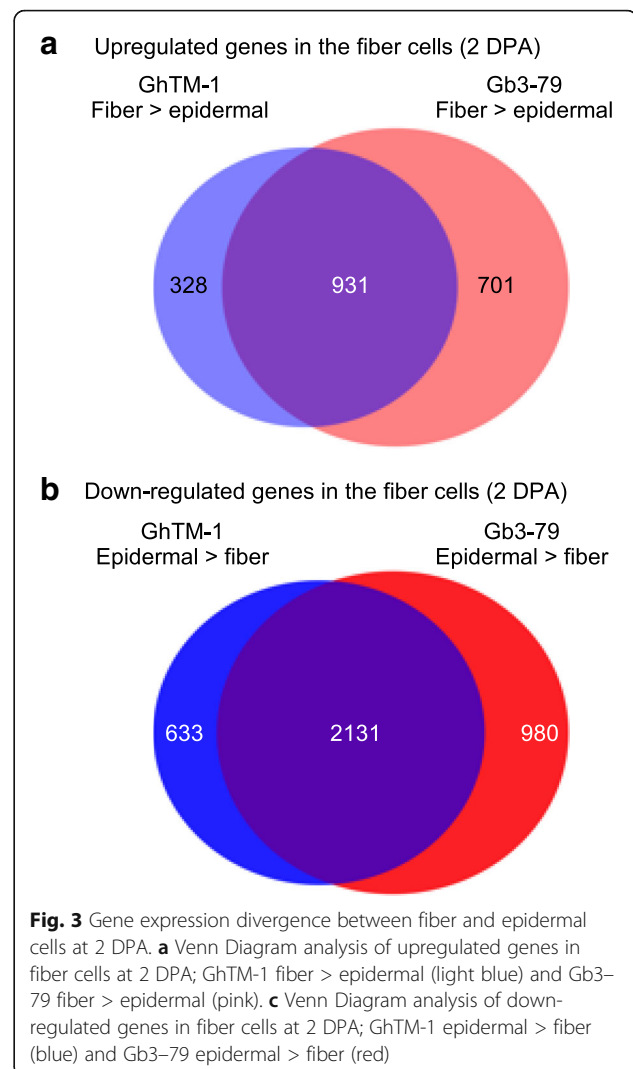 a Upregulated genes in the fiber cells (2 DPA)
GhTM-1
Fiber > epidermal
Gb3-79
Fiber > epidermal
328
931
701
b Down-regulated genes in the fiber cells (2 DPA)
GhTM-1
Epidermal > fiber
Gb3-79
Epidermal > fiber
633
2131
980
Fig. 3 Gene expression divergence between fiber and epidermal
cells at 2 DPA. a Venn Diagram analysis of upregulated genes in
fiber cells at 2 DPA; GhTM-1 fiber > epidermal (light blue) and Gb3–
79 fiber > epidermal (pink). c Venn Diagram analysis of down-
regulated genes in fiber cells at 2 DPA; GhTM-1 epidermal > fiber
(blue) and Gb3–79 epidermal > fiber (red)